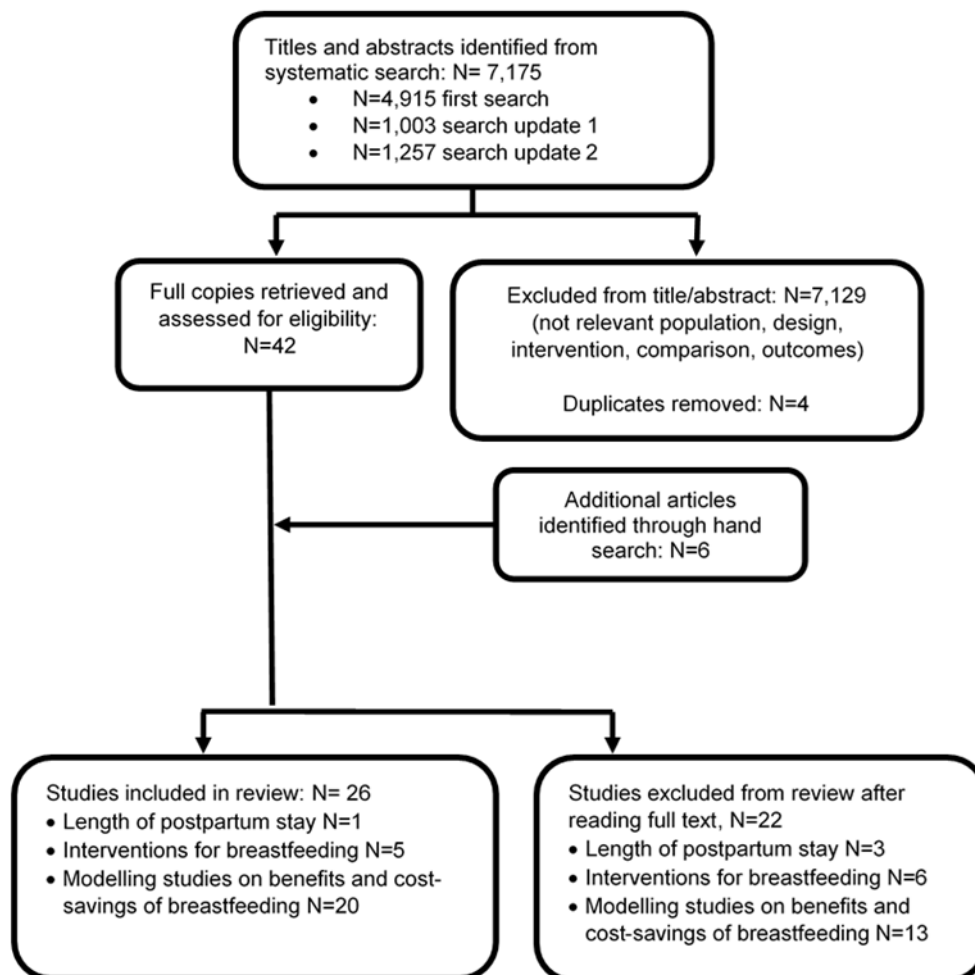 Titles and abstracts identified from
systematic search: N= 7,175
• N=4,915 first search
• N=1,003 search update 1
• N=1,257 search update 2
Full copies retrieved and
assessed for eligibility:
N=42
Excluded from title/abstract: N=7,129
(not relevant population, design,
intervention, comparison, outcomes)
Duplicates removed: N=4
Additional articles
identified through hand
search: N=6
Studies included in review: N= 26
• Length of postpartum stay N=1
• Interventions for breastfeeding N=5
• Modelling studies on benefits and cost-
savings of breastfeeding N=20
Studies excluded from review after
reading full text, N=22
• Length of postpartum stay N=3
• Interventions for breastfeeding N=6
• Modelling studies on benefits and
cost-savings of breastfeeding N=13